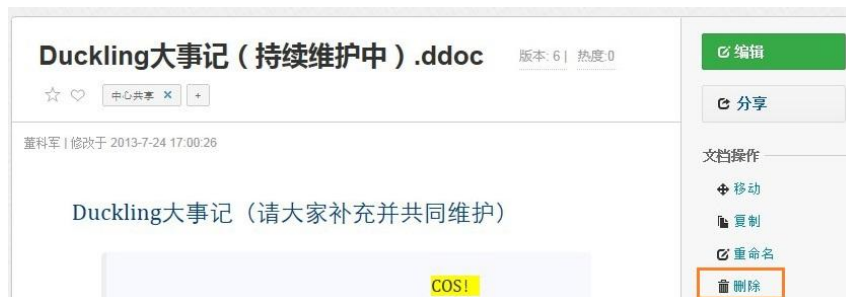 Duckling大事记（持续维护中）.ddoc
版本: 6 | 热度:0
中心共享 × +
董科军 | 修改于 2013-7-24 17:00:26
Duckling大事记（请大家补充并共同维护）
COS!
编辑
分享
文档操作
移动
复制
重命名
删除